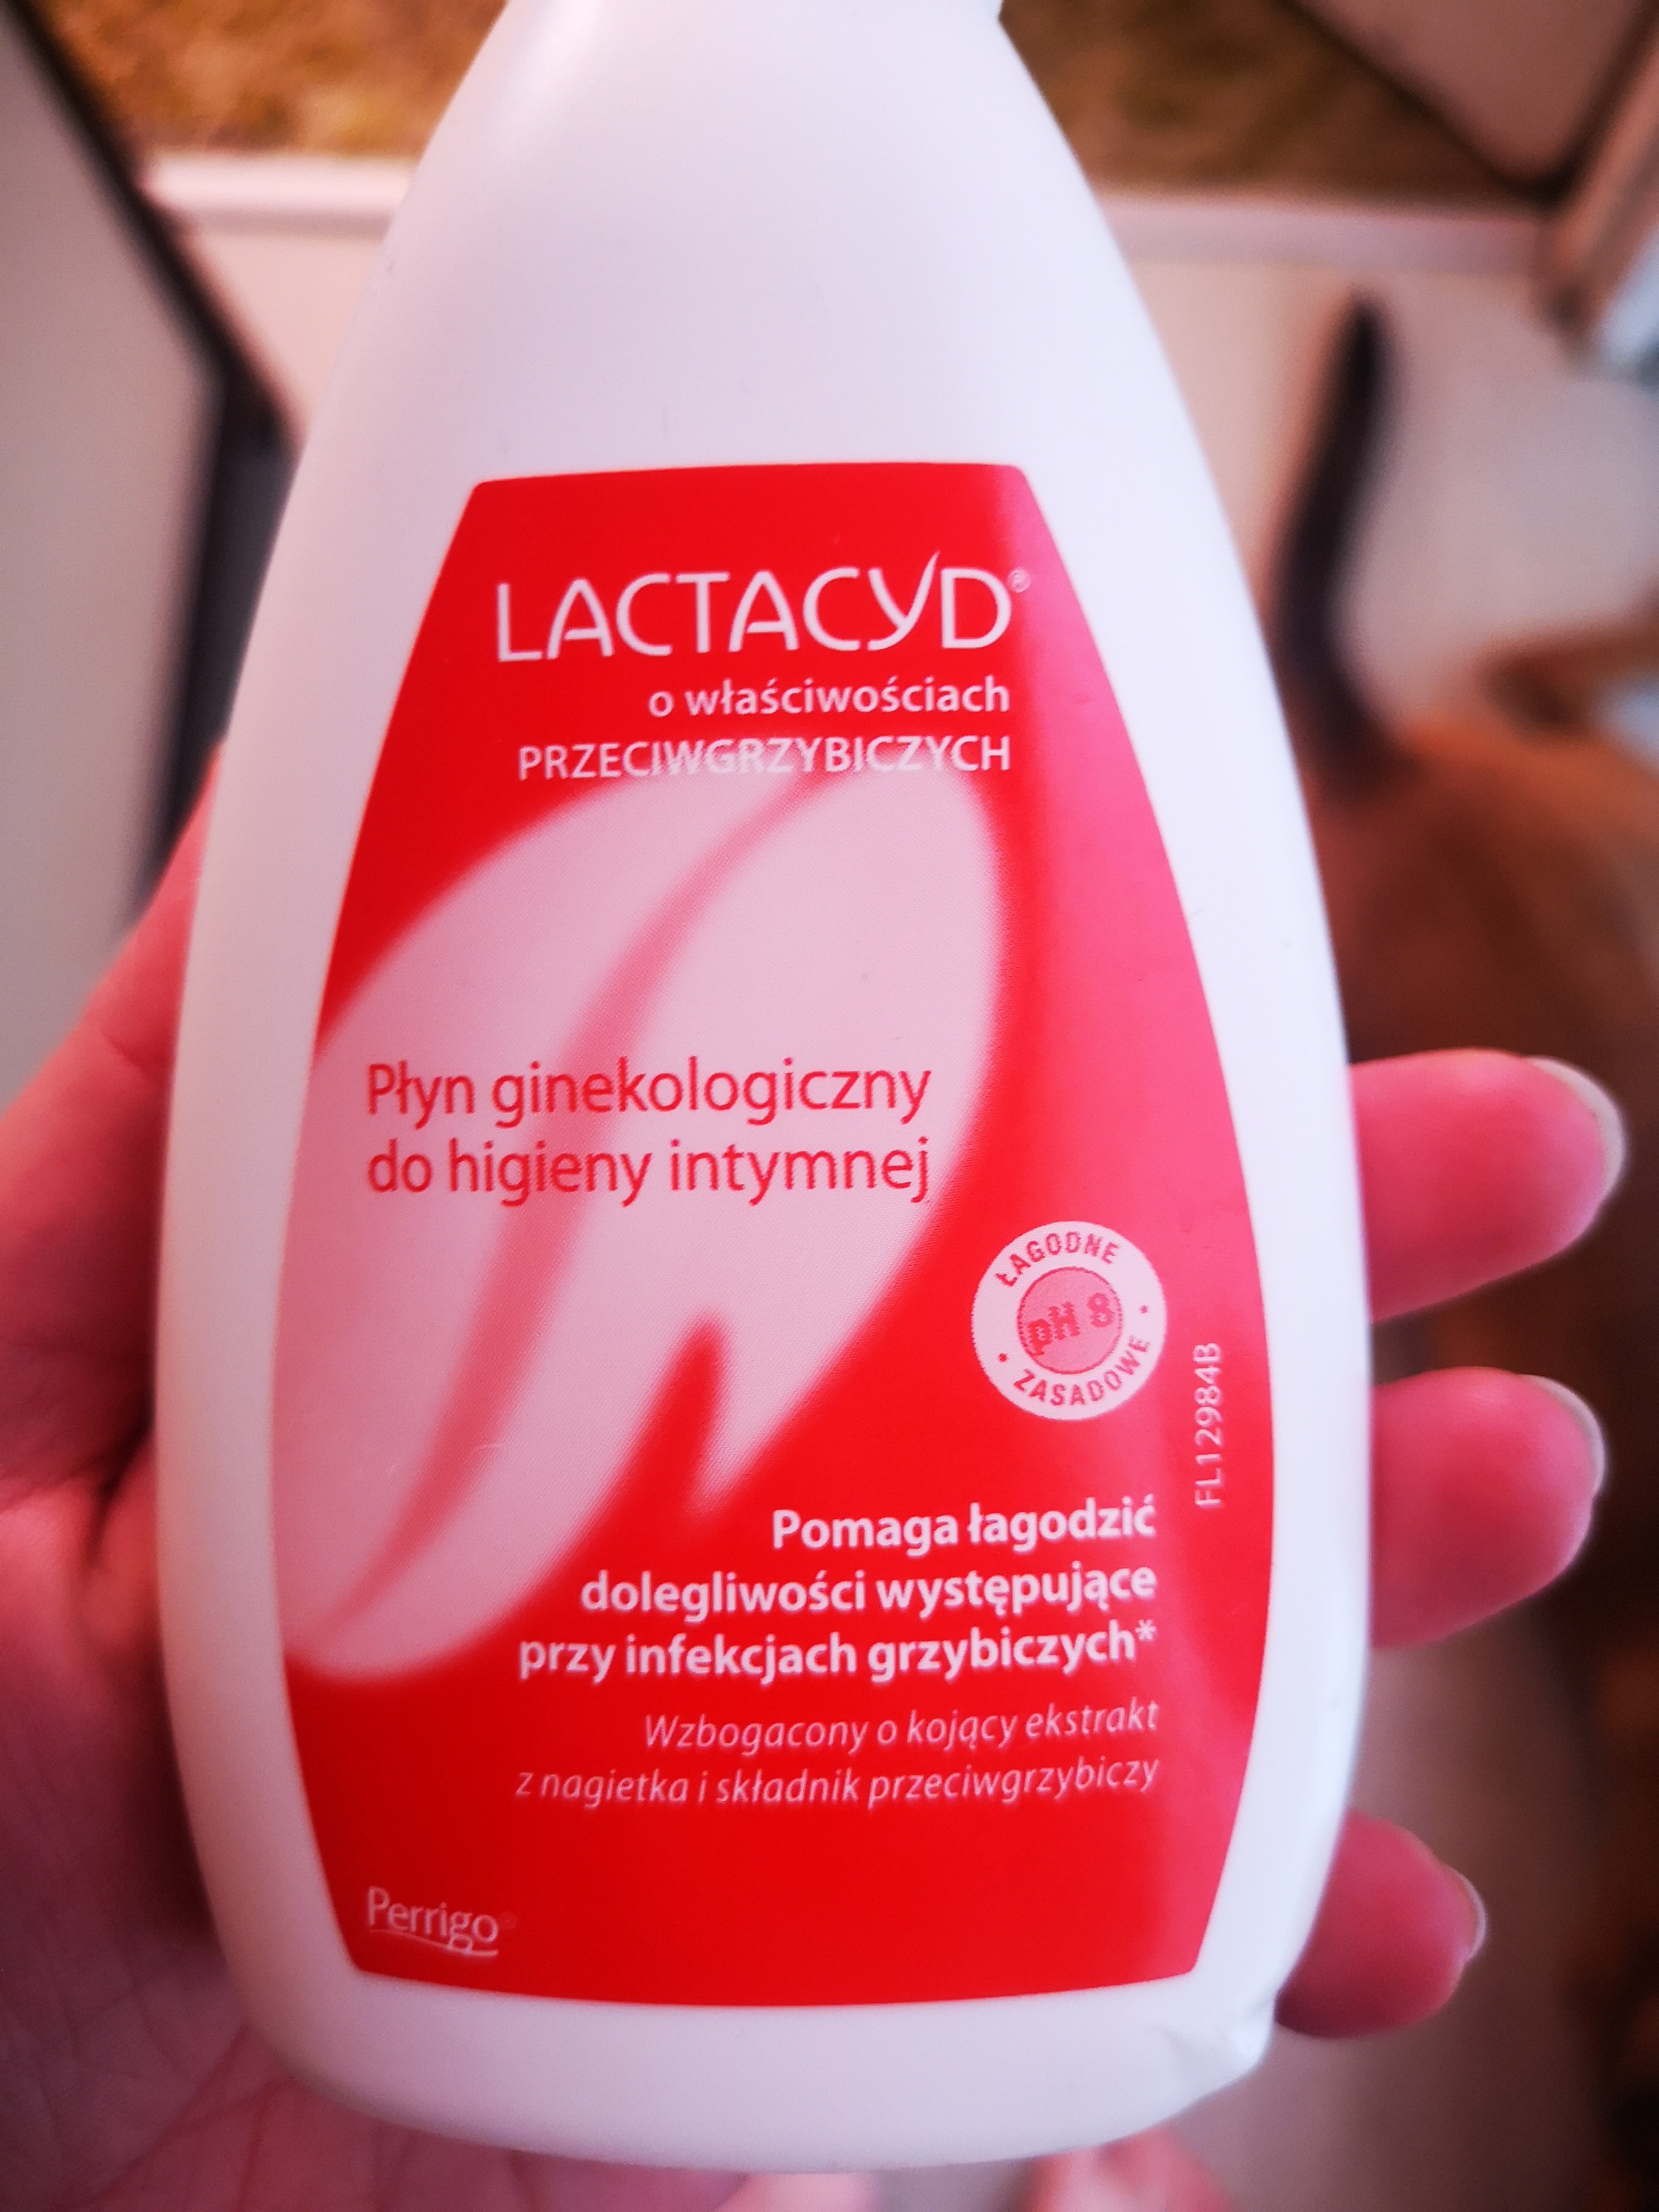 LACTACYD®
o właściwościach
PRZECIWGRZYBICZYCH
Płyn ginekologiczny
do higieny intymnej
ŁAGODNE
pH 8
ZASADOWE
FL12984B
Pomaga łagodzić
dolegliwości występujące
przy infekcjach grzybiczych*
Wzbogacony o kojący ekstrakt
z nagietka i składnik przeciwgrzybiczy
Perrigo®